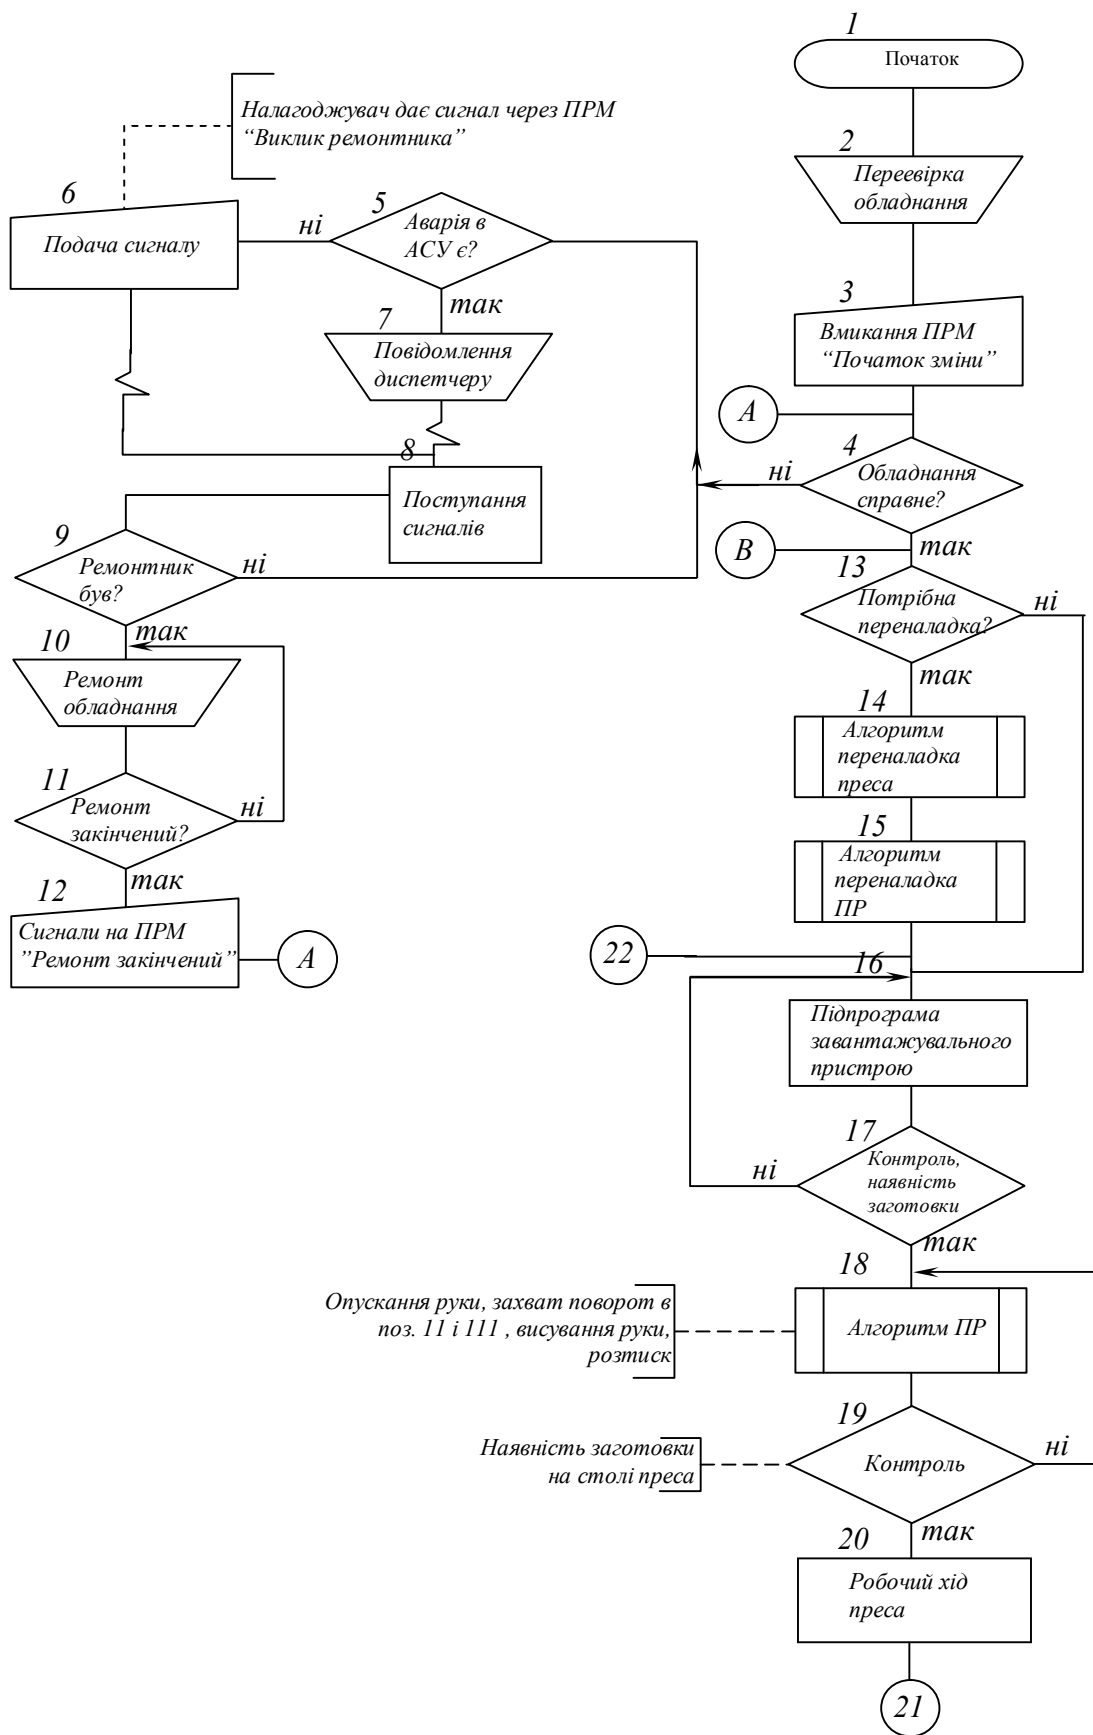 1
Початок
2
Переевірка
обладнання
3
Вмикання ПРМ
“Початок зміни”
A
4
Обладнання
справне?
ні
так
Налагоджувач дає сигнал через ПРМ
“Виклик ремонтника”
5
Аварія в
АСУ є?
ні
так
6
Подача сигналу
7
Повідомлення
диспетчеру
8
Поступання
сигналів
9
Ремонтник
був?
ні
так
10
Ремонт
обладнання
11
Ремонт
закінчений?
ні
так
12
Сигнали на ПРМ
”Ремонт закінчений”
A
B
13
Потрібна
переналадка?
ні
так
14
Алгоритм
переналадка
преса
15
Алгоритм
переналадка
ПР
22
16
Підпрограма
завантажувального
пристрою
17
Контроль,
наявність
заготовки
ні
так
18
Алгоритм ПР
Опускання руки, захват поворот в
поз. 11 і 111 , висування руки,
розтиск
19
Контроль
ні
так
Наявність заготовки
на столі преса
20
Робочий хід
преса
21